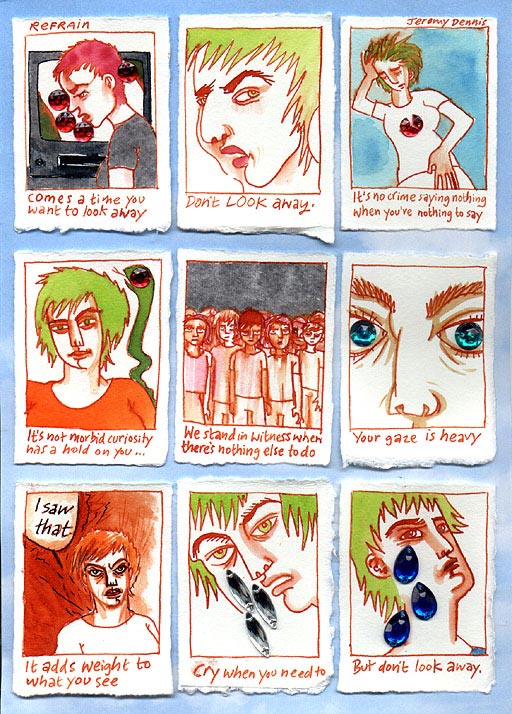 REFRAIN
Jeremy Dennis
comes a time you
want to look away
Don't LOOK away.
It's no crime saying nothing
when you've nothing to say
It's not morbid curiosity
has a hold on you...
We stand in witness when
there's nothing else to do
Your gaze is heavy
I saw
that
It adds weight to
what you see
Cry when you need to
But don't look away.